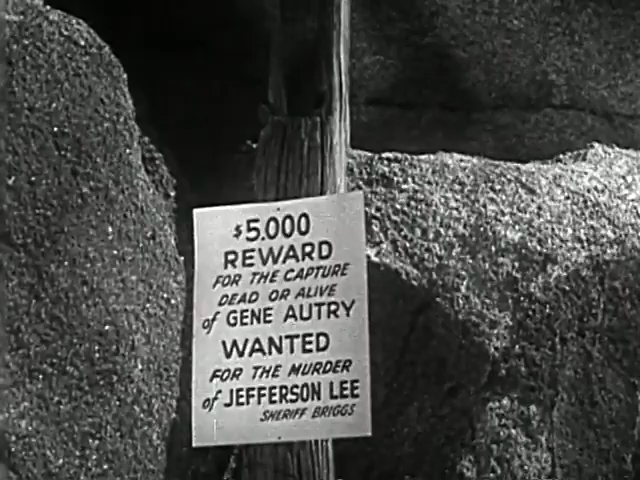 $5.000
REWARD
FOR THE CAPTURE
DEAD OR ALIVE
of GENE AUTRY
WANTED
FOR THE MURDER
of JEFFERSON LEE
SHERIFF BRIGGS